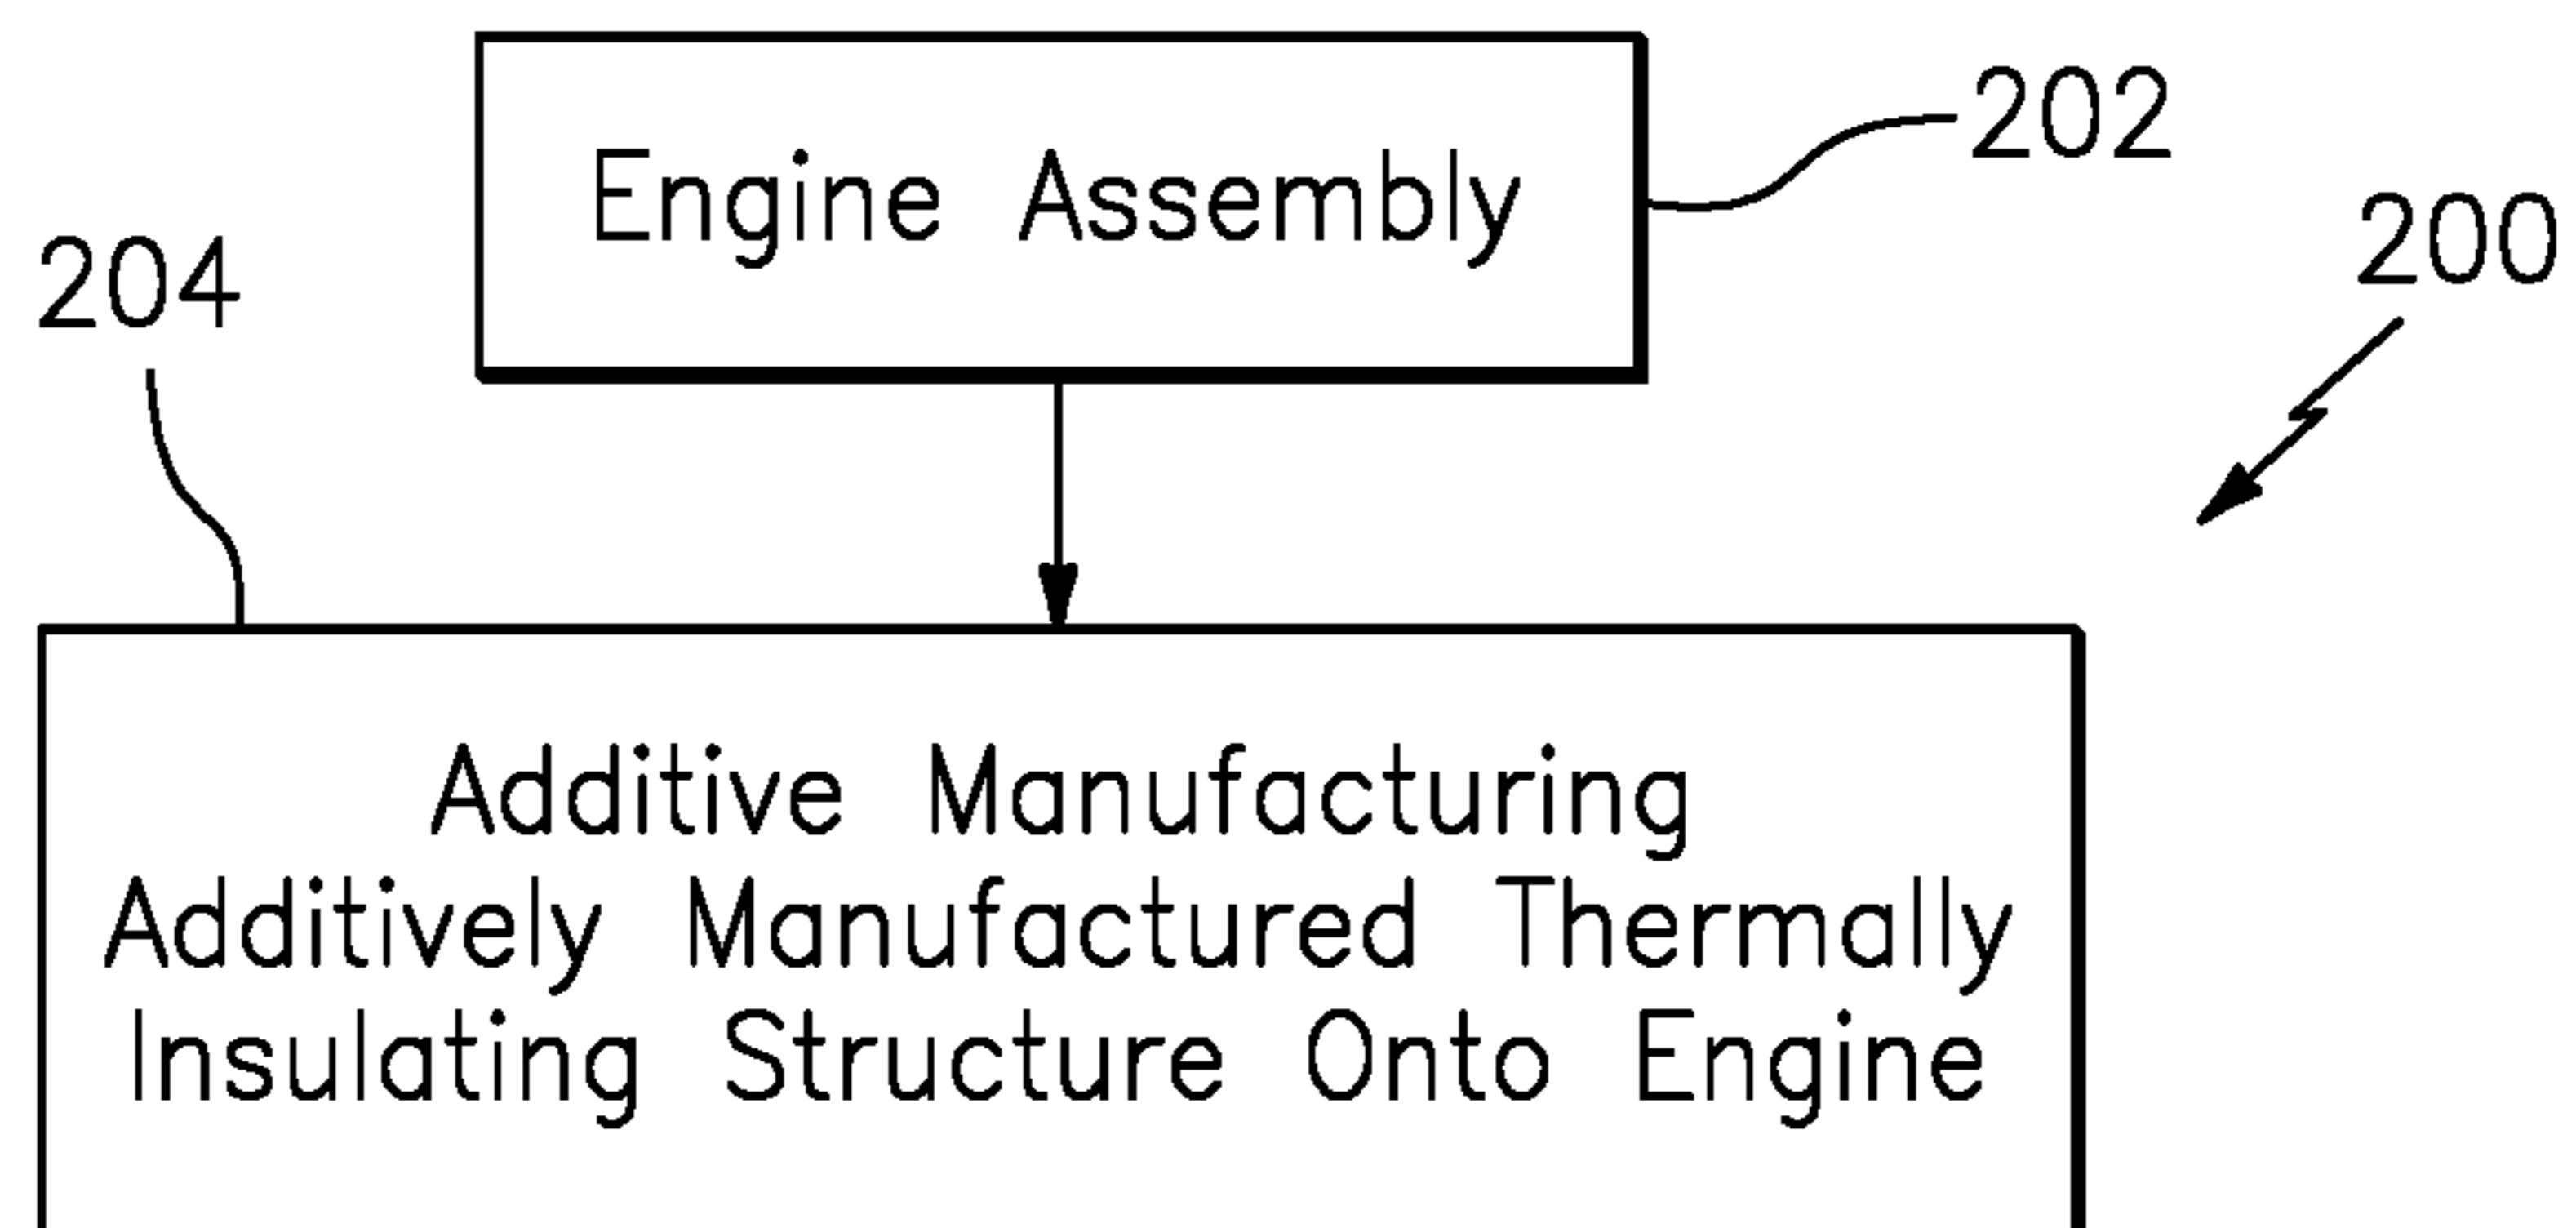 Engine Assembly
202
200
204
Additive Manufacturing
Additively Manufactured Thermally
Insulating Structure Onto Engine